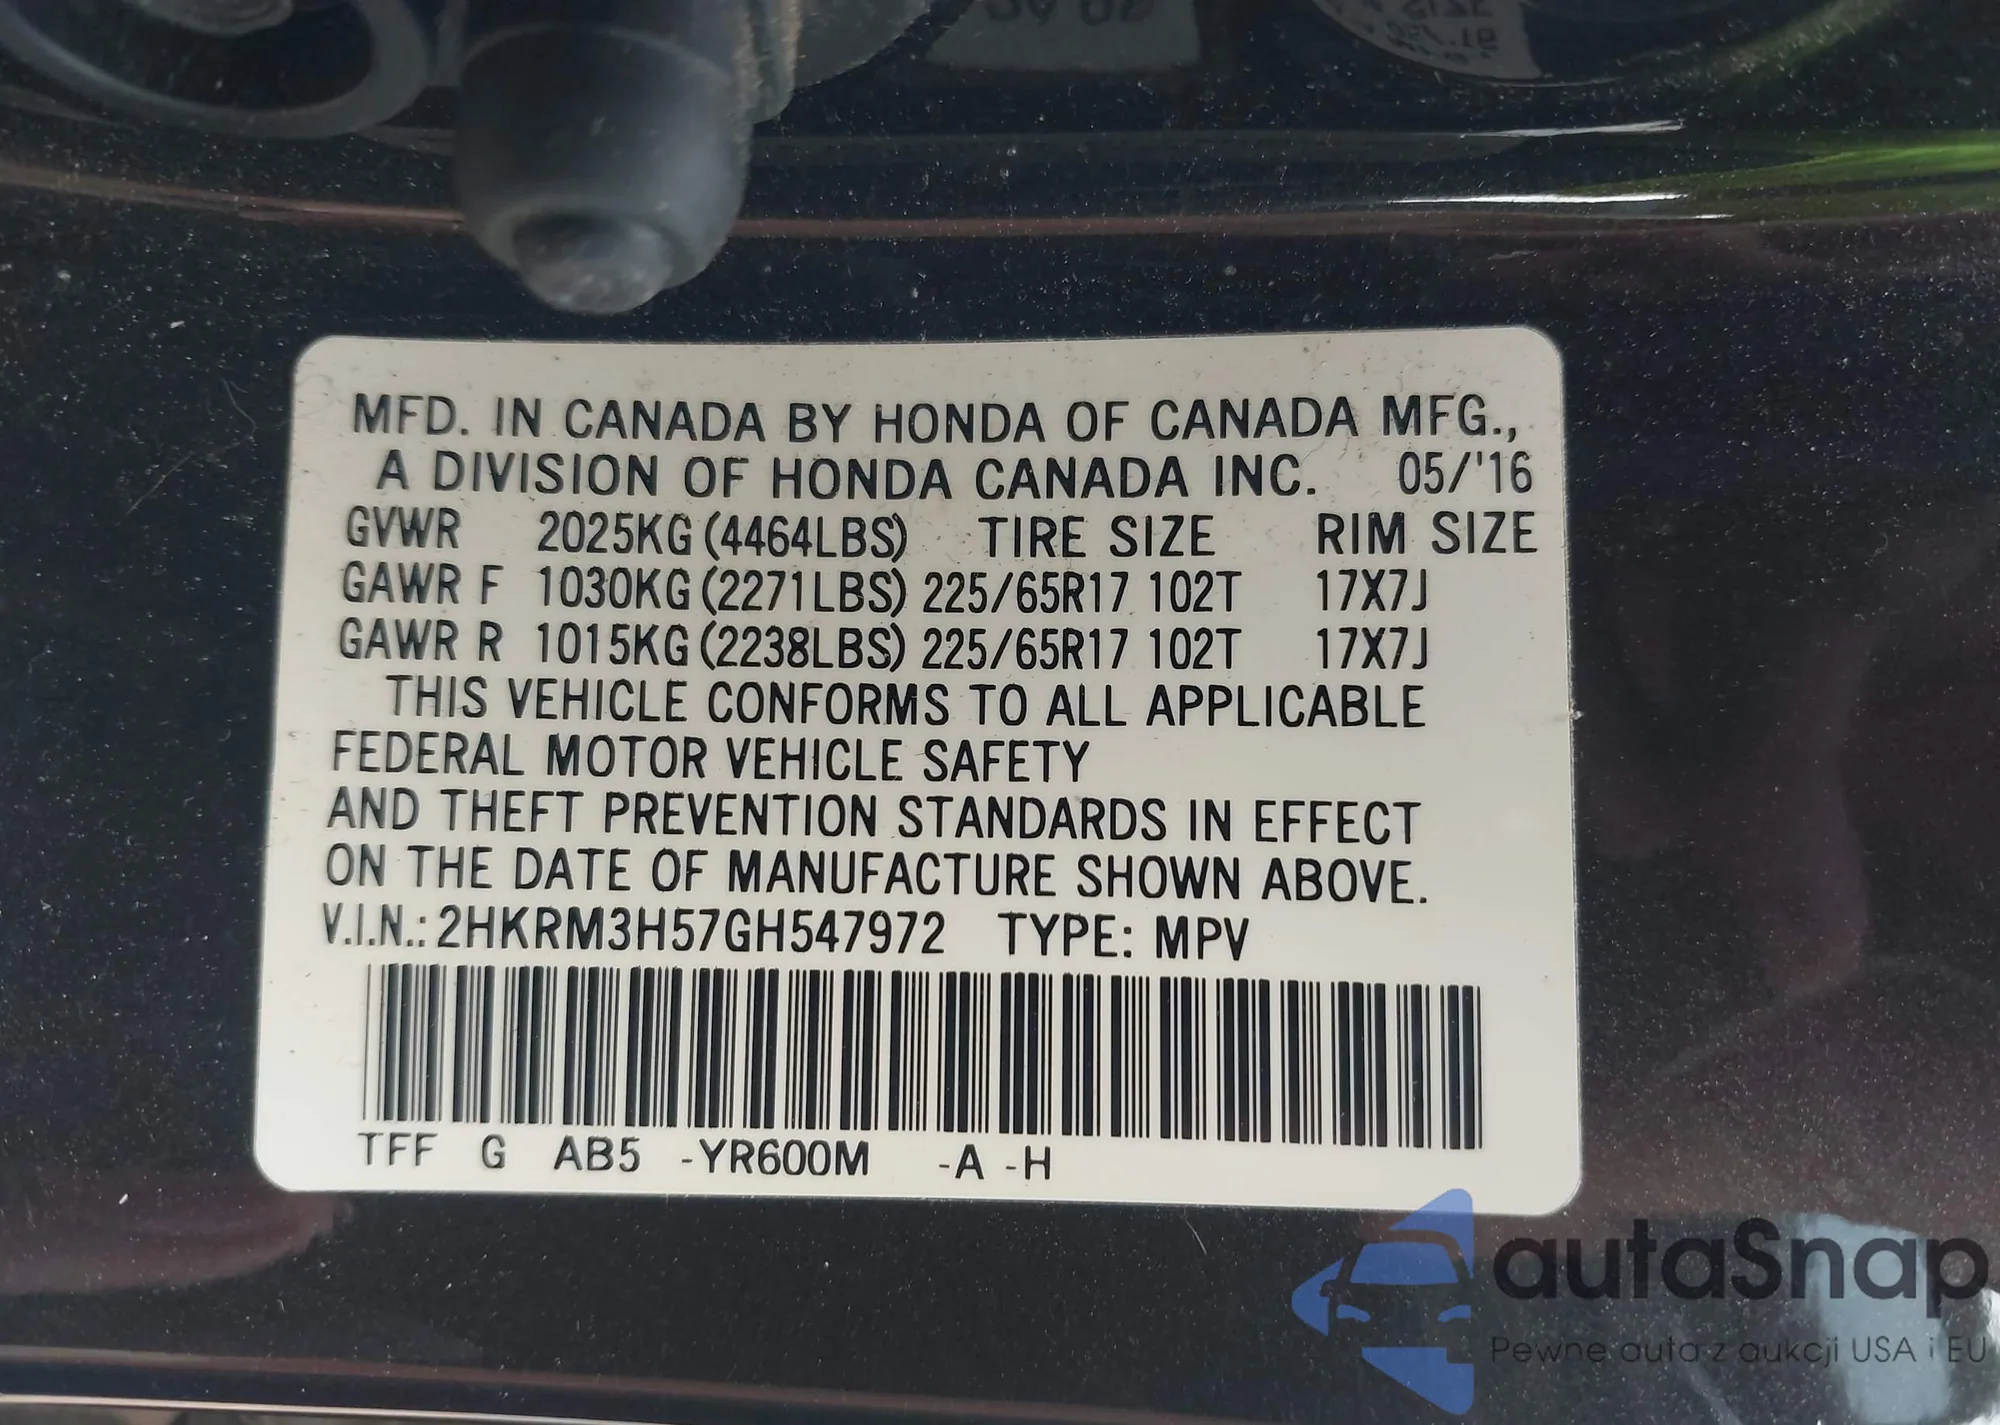 MFD. IN CANADA BY HONDA OF CANADA MFG.,
A DIVISION OF HONDA CANADA INC. 05/'16
GVWR 2025KG (4464LBS) TIRE SIZE RIM SIZE
GAWR F 1030KG (2271LBS) 225/65R17 102T 17X7J
GAWR R 1015KG (2238LBS) 225/65R17 102T 17X7J
THIS VEHICLE CONFORMS TO ALL APPLICABLE
FEDERAL MOTOR VEHICLE SAFETY
AND THEFT PREVENTION STANDARDS IN EFFECT
ON THE DATE OF MANUFACTURE SHOWN ABOVE.
V.I.N.: 2HKRM3H57GH547972 TYPE: MPV
TFF G AB5 -YR600M -A -H
autaSnap
Pewne auta z aukcji USA i EU